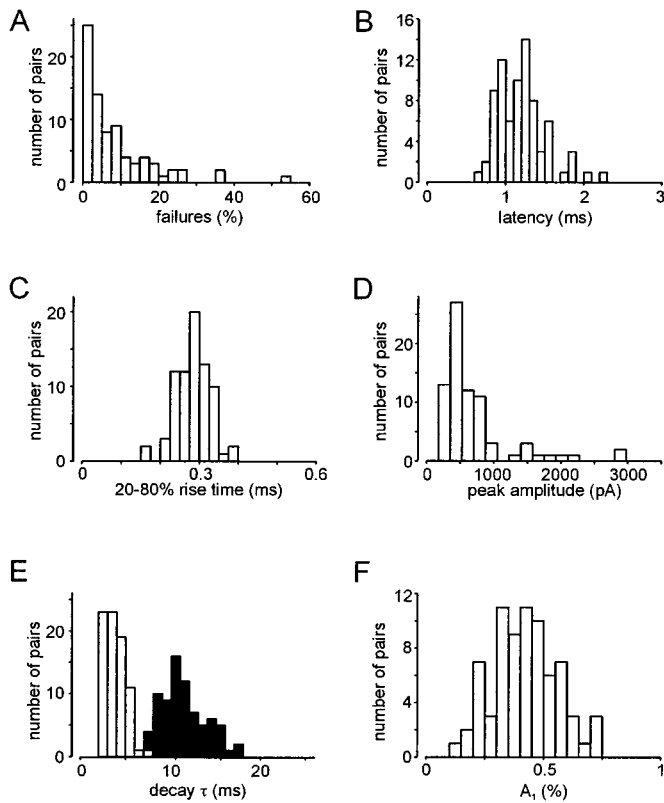 A
number of pairs
20
10
0
0 20 40 60
failures (%)
B
number of pairs
16
12
8
4
0
0 1 2 3
latency (ms)
C
number of pairs
20
10
0
0 0.3 0.6
20-80% rise time (ms)
D
number of pairs
20
10
0
0 1000 2000 3000
peak amplitude (pA)
E
number of pairs
20
10
0
0 10 20
decay τ (ms)
F
number of pairs
12
8
4
0
0 0.5 1
A₁ (%)